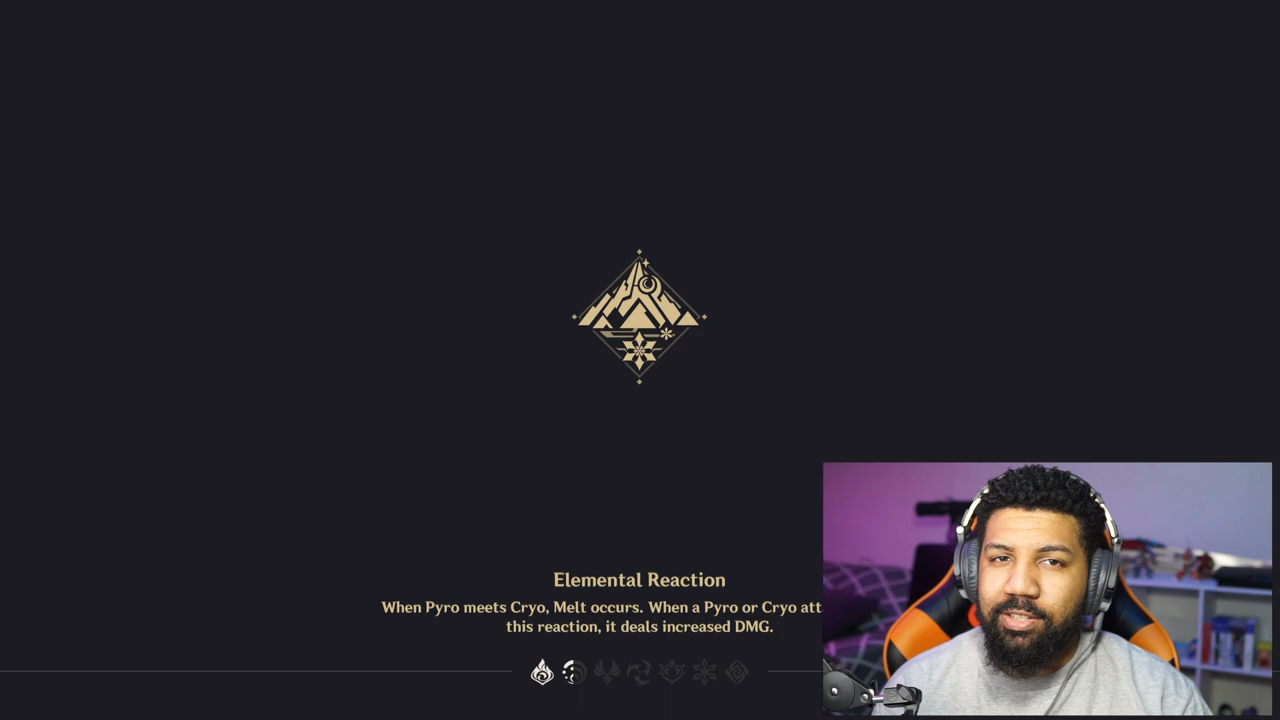 Elemental Reaction
When Pyro meets Cryo, Melt occurs. When a Pyro or Cryo att
this reaction, it deals increased DMG.